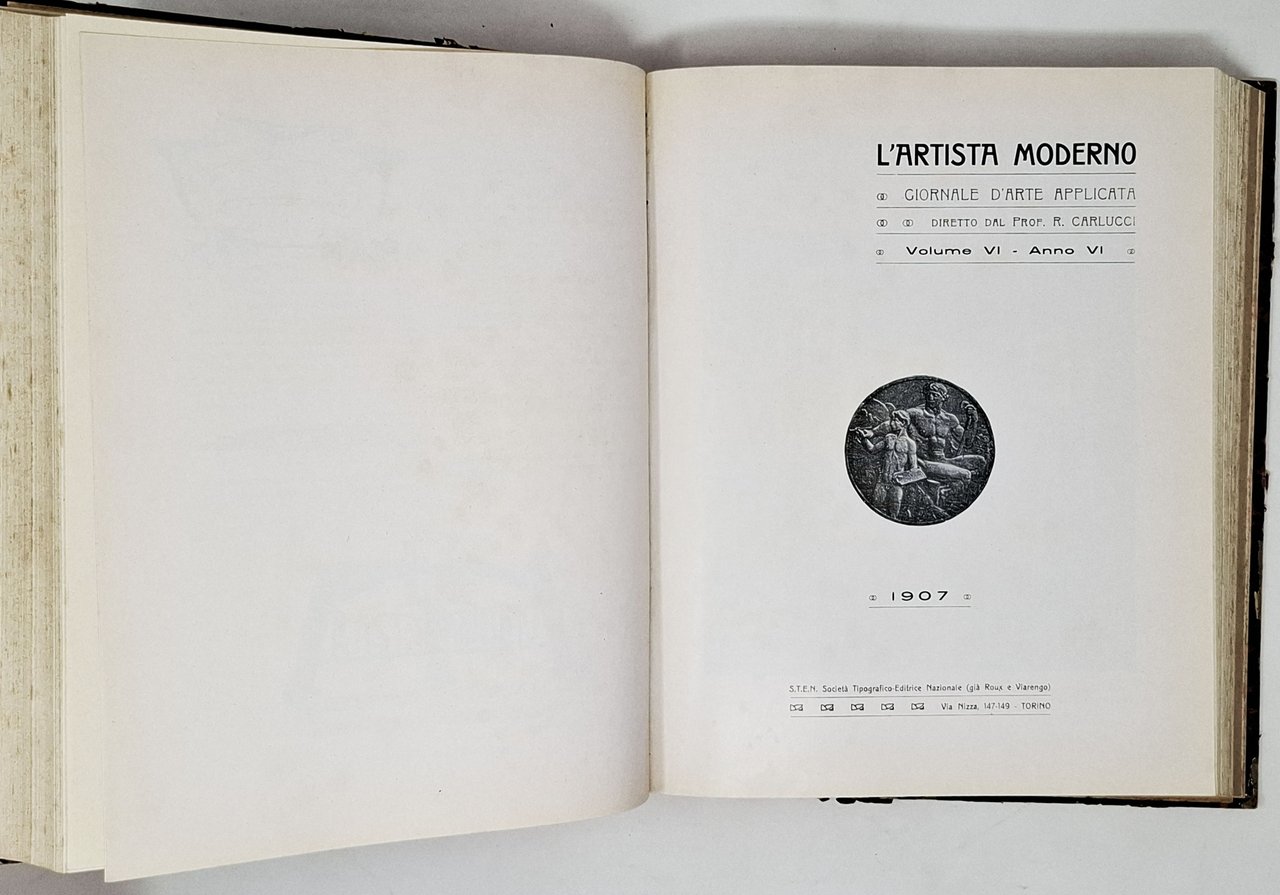 L'ARTISTA MODERNO
GIORNALE D'ARTE APPLICATA
DIRETTO DAL PROF. R. CARLUCCI
Volume VI - Anno VI
1907
S.T.E.N. Società Tipografico-Editrice Nazionale (già Roux e Viarengo)
Via Nizza, 147-149 - TORINO